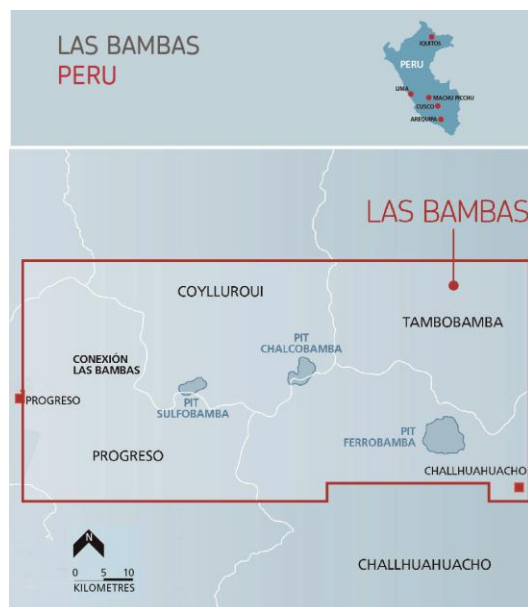 LAS BAMBAS
PERU
IQUITOS
PERU
LIMA
MACHU PICCHU
CUSCO
AREQUIPA
LAS BAMBAS
COYLLUROUI
TAMBOBAMBA
PIT
CHALCOBAMBA
CONEXIÓN
LAS BAMBAS
PROGRESO
PIT
SULFOBAMBA
PIT
FERROBAMBA
PROGRESO
CHALLHUAHUACHO
N
0 5 10
KILOMETRES
CHALLHUAHUACHO